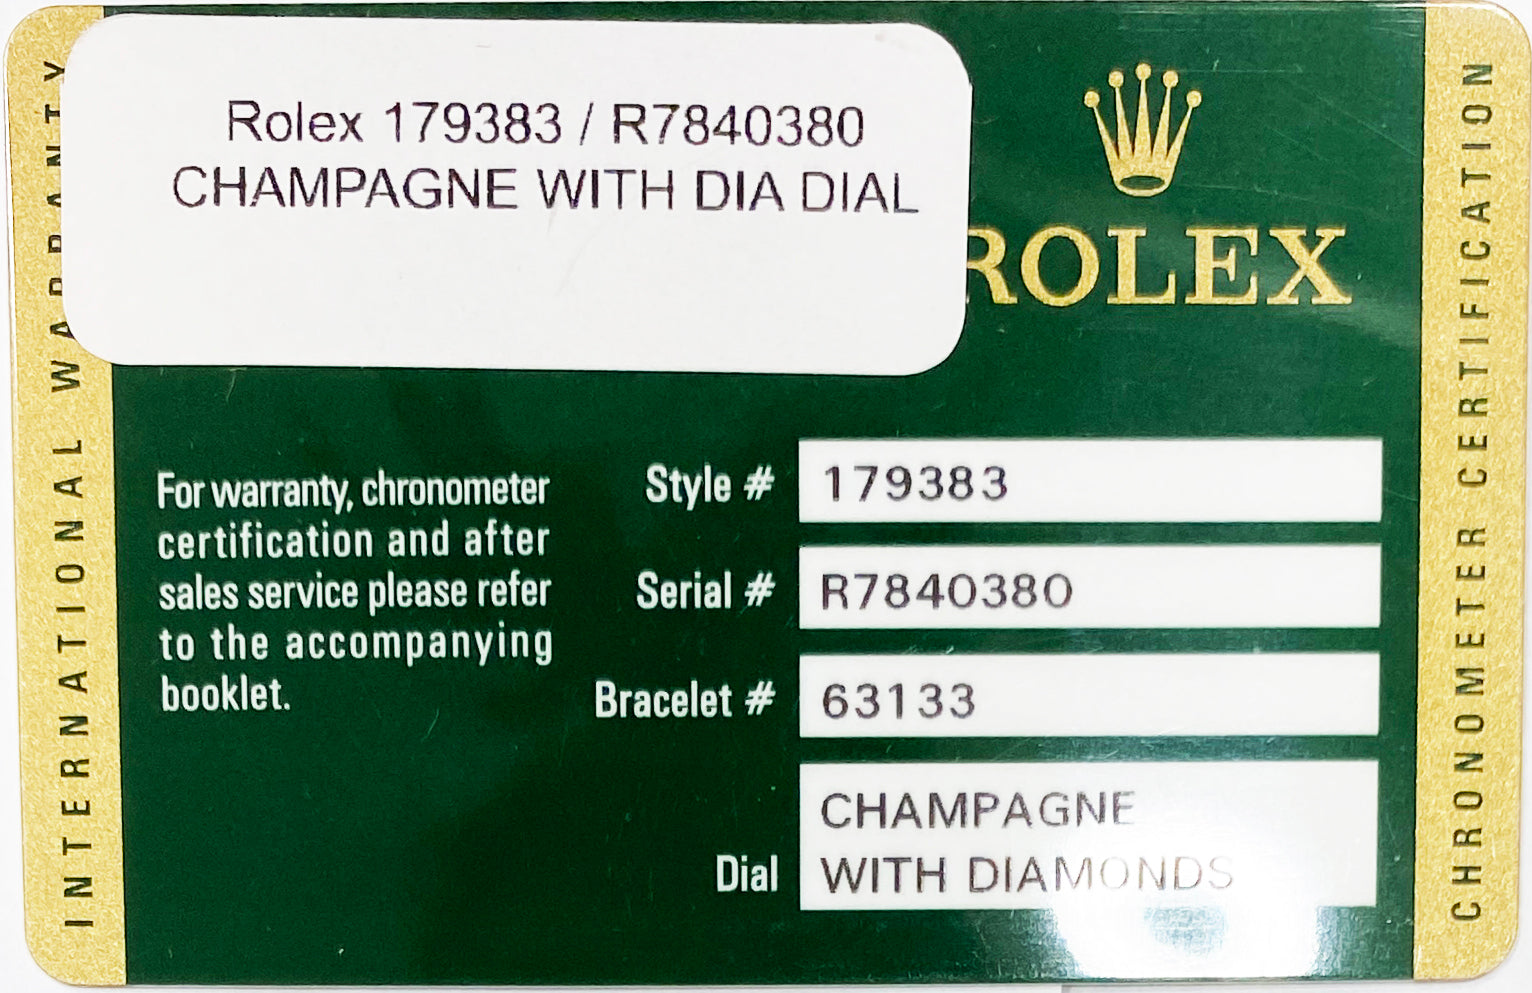 Rolex 179383 / R7840380
CHAMPAGNE WITH DIA DIAL
ROLEX
INTERNATIONAL WARRANTY
For warranty, chronometer
certification and after
sales service please refer
to the accompanying
booklet.
Style # 179383
Serial # R7840380
Bracelet # 63133
Dial CHAMPAGNE
WITH DIAMONDS
CHRONOMETER CERTIFICATION